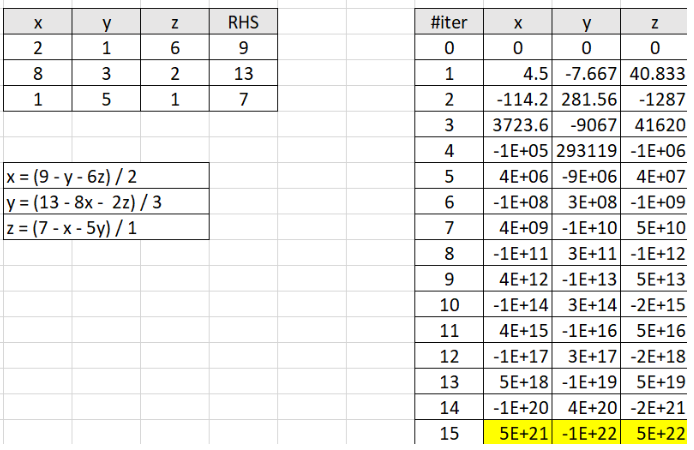 x y z RHS
2 1 6 9
8 3 2 13
1 5 1 7
x = (9 - y - 6z) / 2
y = (13 - 8x -  2z) / 3
z = (7 - x - 5y) / 1
#iter x y z
0 0 0 0
1 4.5 -7.667 40.833
2 -114.2 281.56 -1287
3 3723.6 -9067 41620
4 -1E+05 293119 -1E+06
5 4E+06 -9E+06 4E+07
6 -1E+08 3E+08 -1E+09
7 4E+09 -1E+10 5E+10
8 -1E+11 3E+11 -1E+12
9 4E+12 -1E+13 5E+13
10 -1E+14 3E+14 -2E+15
11 4E+15 -1E+16 5E+16
12 -1E+17 3E+17 -2E+18
13 5E+18 -1E+19 5E+19
14 -1E+20 4E+20 -2E+21
15 5E+21 -1E+22 5E+22